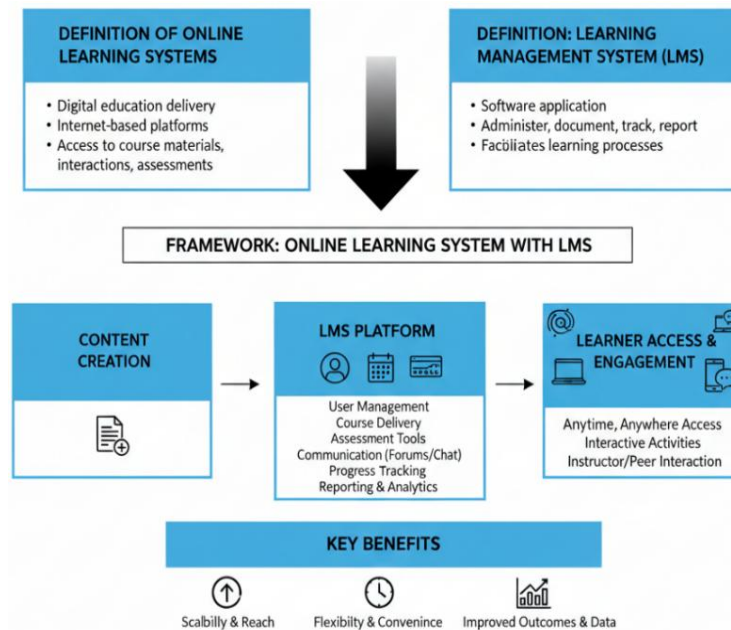 DEFINITION OF ONLINE
LEARNING SYSTEMS
• Digital education delivery
• Internet-based platforms
• Access to course materials,
interactions, assessments
DEFINITION: LEARNING
MANAGEMENT SYSTEM (LMS)
• Software application
• Administer, document, track, report
• Facbiliates learning processes
FRAMEWORK: ONLINE LEARNING SYSTEM WITH LMS
CONTENT
CREATION
LMS PLATFORM
User Management
Course Delivery
Assessment Tools
Communication (Forums/Chat)
Progress Tracking
Reporting & Analytics
LEARNER ACCESS &
ENGAGEMENT
Anytime, Anywhere Access
Interactive Activities
Instructor/Peer Interaction
KEY BENEFITS
Scalbilly & Reach
Flexibilty & Convenince
Improved Outcomes & Data